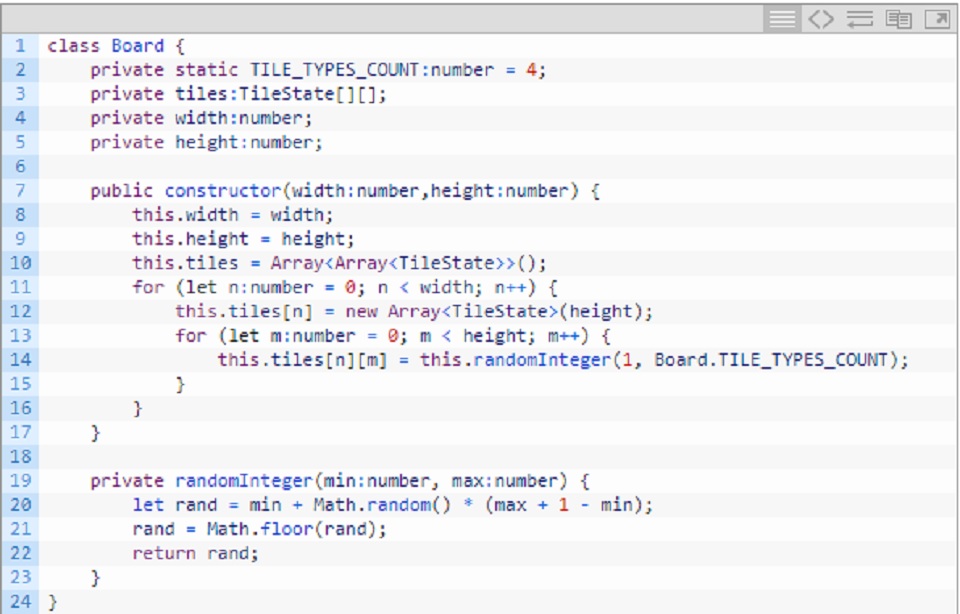 1 class Board {
2     private static TILE_TYPES_COUNT:number = 4;
3     private tiles:TileState[][];
4     private width:number;
5     private height:number;
6
7     public constructor(width:number,height:number) {
8         this.width = width;
9         this.height = height;
10         this.tiles = Array<Array<TileState>>();
11         for (let n:number = 0; n < width; n++) {
12             this.tiles[n] = new Array<TileState>(height);
13             for (let m:number = 0; m < height; m++) {
14                 this.tiles[n][m] = this.randomInteger(1, Board.TILE_TYPES_COUNT);
15             }
16         }
17     }
18
19     private randomInteger(min:number, max:number) {
20         let rand = min + Math.random() * (max + 1 - min);
21         rand = Math.floor(rand);
22         return rand;
23     }
24 }